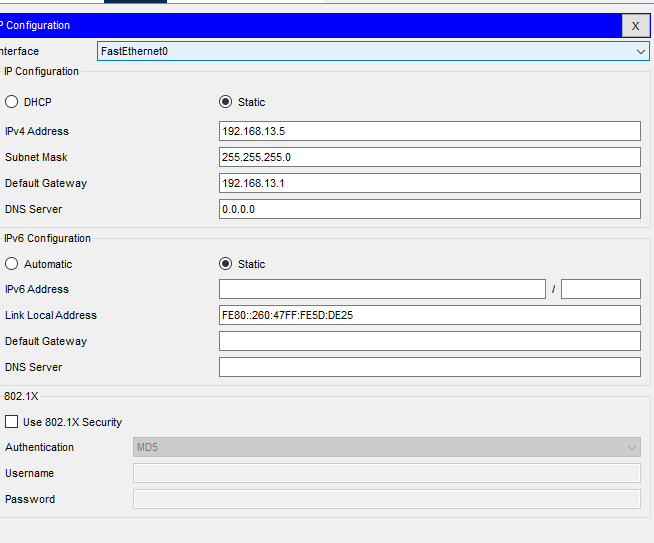 P Configuration X
nterface FastEthernet0
IP Configuration
DHCP Static
IPv4 Address 192.168.13.5
Subnet Mask 255.255.255.0
Default Gateway 192.168.13.1
DNS Server 0.0.0.0
IPv6 Configuration
Automatic Static
IPv6 Address /
Link Local Address FE80::260:47FF:FE5D:DE25
Default Gateway
DNS Server
802.1X
Use 802.1X Security
Authentication MD5
Username
Password